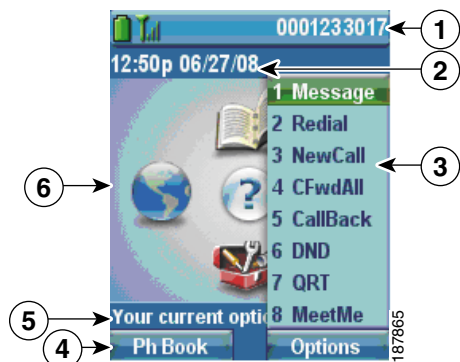 0001233017
1
12:50p 06/27/08
2
1 Message
2 Redial
3 NewCall
3
4 CFwdAll
6
5 CallBack
?
6 DND
7 QRT
5
Your current optio
8 MeetMe
4
Ph Book
Options
187865